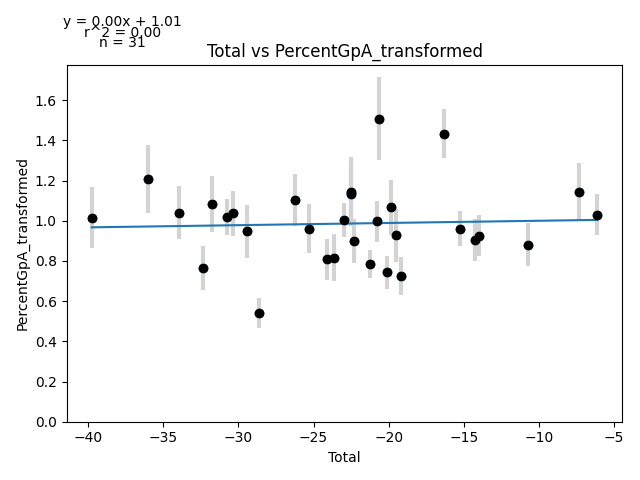 y = 0.00x + 1.01
r^2 = 0.00
n = 31
Total vs PercentGpA_transformed
PercentGpA_transformed
1.6
1.4
1.2
1.0
0.8
0.6
0.4
0.2
0.0
−40
−35
−30
−25
−20
−15
−10
−5
Total